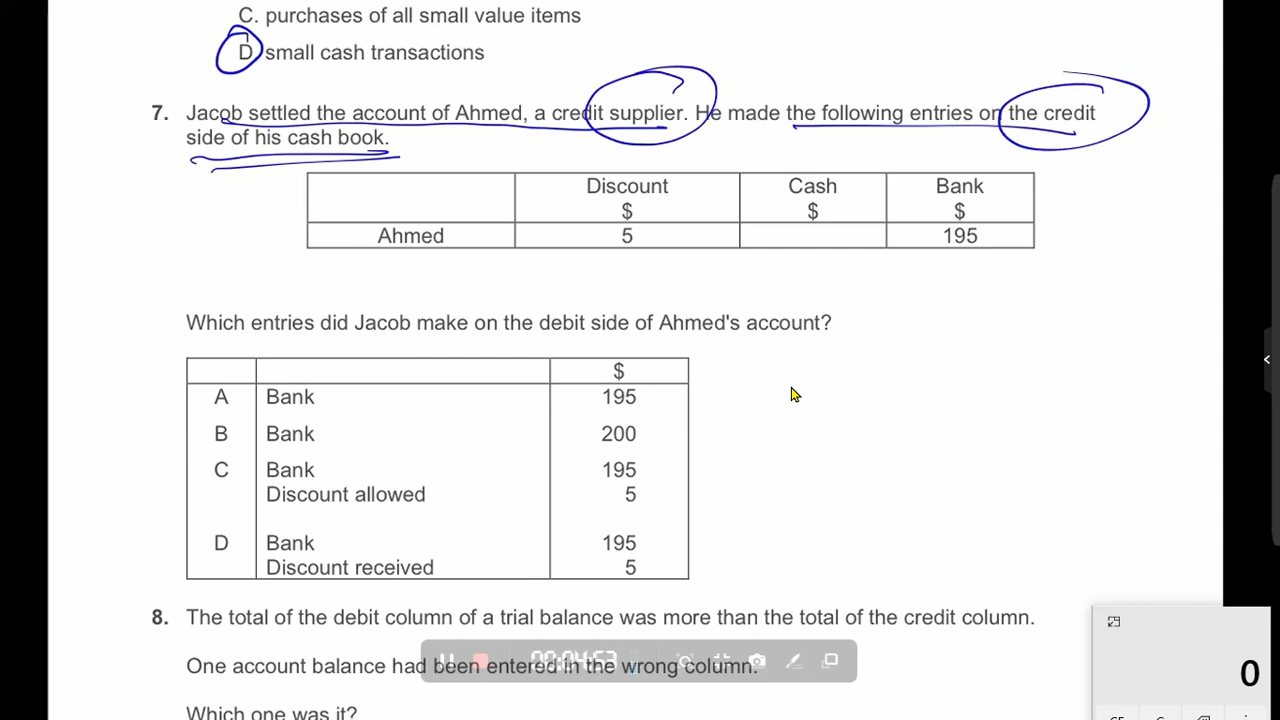 C. purchases of all small value items
D. small cash transactions
7. Jacob settled the account of Ahmed, a credit supplier. He made the following entries on the credit
side of his cash book.
Discount Cash Bank
$ $ $
Ahmed 5 195
Which entries did Jacob make on the debit side of Ahmed's account?
$
A Bank 195
B Bank 200
C Bank 195
Discount allowed 5
D Bank 195
Discount received 5
8. The total of the debit column of a trial balance was more than the total of the credit column.
One account balance had been entered in the wrong column.
Which one was it?
0